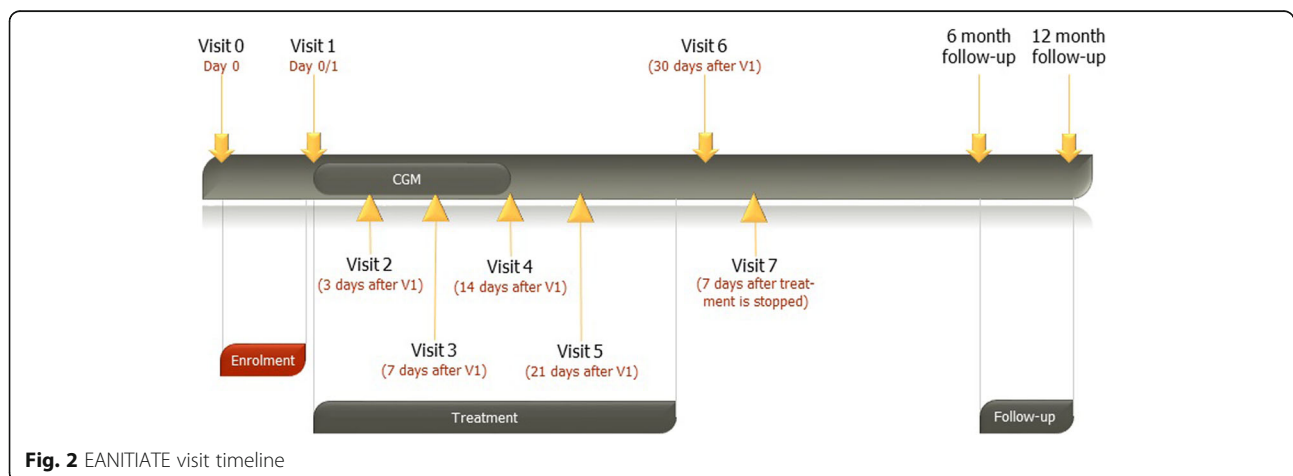 Visit 0
Day 0
Visit 1
Day 0/1
Visit 6
(30 days after V1)
6 month
follow-up
12 month
follow-up
CGM
Visit 2
(3 days after V1)
Visit 4
(14 days after V1)
Visit 7
(7 days after treat-
ment is stopped)
Visit 3
(7 days after V1)
Visit 5
(21 days after V1)
Enrolment
Treatment
Follow-up
Fig. 2 EANITIATE visit timeline